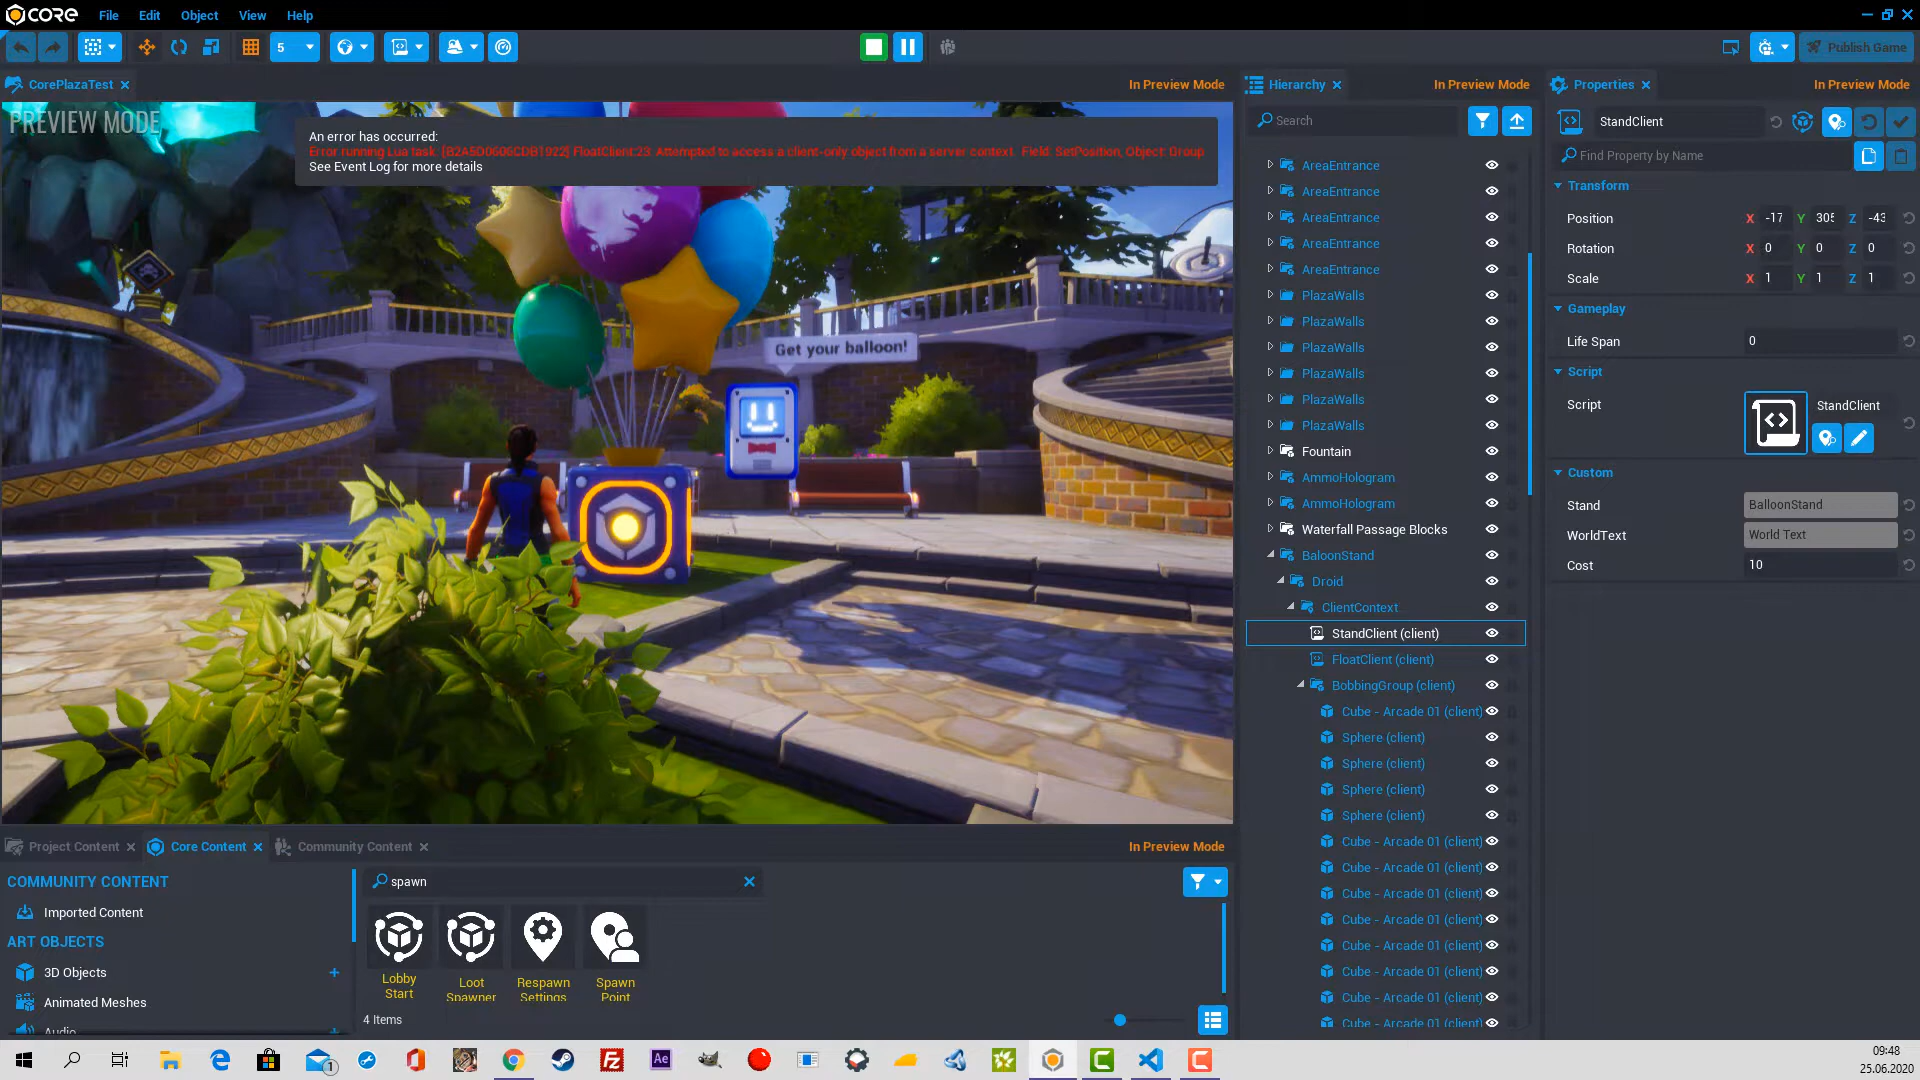 CORE
File Edit Object View Help
5
Publish Game
CorePlazaTest
In Preview Mode
PREVIEW MODE
An error has occurred:
Error running Lua task: [B2A5D0606CDB1922] FloatClient:23: Attempted to access a client-only object from a server context. Field: SetPosition, Object: Group
See Event Log for more details
Get your balloon!
Hierarchy
In Preview Mode
Search
AreaEntrance
AreaEntrance
AreaEntrance
AreaEntrance
AreaEntrance
PlazaWalls
PlazaWalls
PlazaWalls
PlazaWalls
PlazaWalls
PlazaWalls
Fountain
AmmoHologram
AmmoHologram
Waterfall Passage Blocks
BaloonStand
Droid
ClientContext
StandClient (client)
FloatClient (client)
BobbingGroup (client)
Cube - Arcade 01 (client)
Sphere (client)
Sphere (client)
Sphere (client)
Sphere (client)
Cube - Arcade 01 (client)
Cube - Arcade 01 (client)
Cube - Arcade 01 (client)
Cube - Arcade 01 (client)
Cube - Arcade 01 (client)
Cube - Arcade 01 (client)
Cube - Arcade 01 (client)
Cube - Arcade 01 (client)
Properties
In Preview Mode
StandClient
Find Property by Name
Transform
Position X -17 Y 305 Z -43
Rotation X 0 Y 0 Z 0
Scale X 1 Y 1 Z 1
Gameplay
Life Span 0
Script
Script StandClient
Custom
Stand BalloonStand
WorldText World Text
Cost 10
Project Content
Core Content
Community Content
In Preview Mode
COMMUNITY CONTENT
Imported Content
ART OBJECTS
3D Objects
Animated Meshes
Audio
spawn
Lobby Start
Loot Spawner
Respawn Settings
Spawn Point
4 Items
Ae
1
09:48
25.06.2020